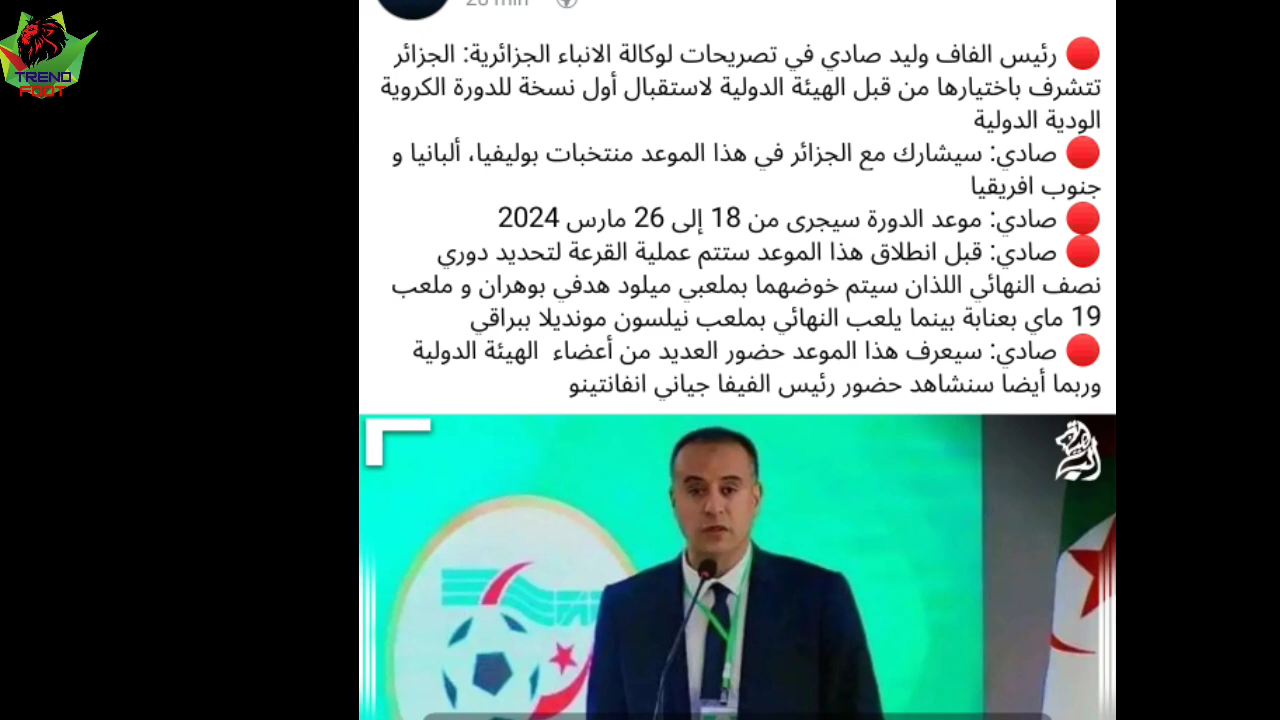 26 min
TREND
FOOT
رئيس الفاف وليد صادي في تصريحات لوكالة الانباء الجزائرية: الجزائر
تتشرف باختيارها من قبل الهيئة الدولية لاستقبال أول نسخة للدورة الكروية
الودية الدولية
صادي: سيشارك مع الجزائر في هذا الموعد منتخبات بوليفيا، ألبانيا و
جنوب افريقيا
صادي: موعد الدورة سيجرى من 18 إلى 26 مارس 2024
صادي: قبل انطلاق هذا الموعد ستتم عملية القرعة لتحديد دوري
نصف النهائي اللذان سيتم خوضهما بملعبي ميلود هدفي بوهران و ملعب
19 ماي بعنابة بينما يلعب النهائي بملعب نيلسون مونديلا ببراقي
صادي: سيعرف هذا الموعد حضور العديد من أعضاء الهيئة الدولية
وربما أيضا سنشاهد حضور رئيس الفيفا جياني انفانتينو